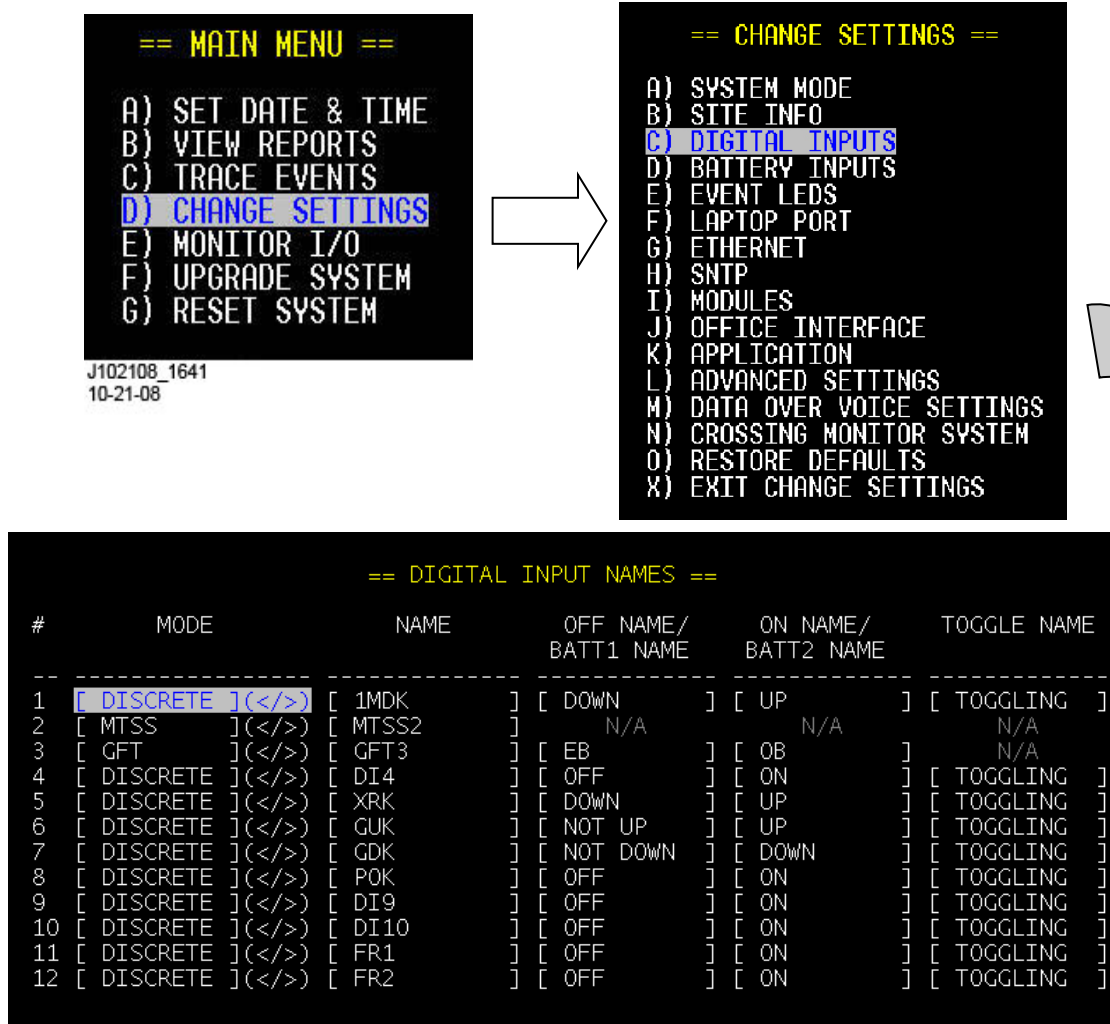 == MAIN MENU ==
A) SET DATE & TIME
B) VIEW REPORTS
C) TRACE EVENTS
D) CHANGE SETTINGS
E) MONITOR I/O
F) UPGRADE SYSTEM
G) RESET SYSTEM
J102108_1641
10-21-08
== CHANGE SETTINGS ==
A) SYSTEM MODE
B) SITE INFO
C) DIGITAL INPUTS
D) BATTERY INPUTS
E) EVENT LEDS
F) LAPTOP PORT
G) ETHERNET
H) SNTP
I) MODULES
J) OFFICE INTERFACE
K) APPLICATION
L) ADVANCED SETTINGS
M) DATA OVER VOICE SETTINGS
N) CROSSING MONITOR SYSTEM
O) RESTORE DEFAULTS
X) EXIT CHANGE SETTINGS
== DIGITAL INPUT NAMES ==
# MODE NAME OFF NAME/ ON NAME/ TOGGLE NAME
BATT1 NAME BATT2 NAME
-- ------------------ -------------- ------------- ------------- -------------
1 [ DISCRETE ](</>) [ 1MDK ] [ DOWN ] [ UP ] [ TOGGLING ]
2 [ MTSS ](</>) [ MTSS2 ] N/A N/A N/A
3 [ GFT ](</>) [ GFT3 ] [ EB ] [ OB ] N/A
4 [ DISCRETE ](</>) [ DI4 ] [ OFF ] [ ON ] [ TOGGLING ]
5 [ DISCRETE ](</>) [ XRK ] [ DOWN ] [ UP ] [ TOGGLING ]
6 [ DISCRETE ](</>) [ GUK ] [ NOT UP ] [ UP ] [ TOGGLING ]
7 [ DISCRETE ](</>) [ GDK ] [ NOT DOWN ] [ DOWN ] [ TOGGLING ]
8 [ DISCRETE ](</>) [ POK ] [ OFF ] [ ON ] [ TOGGLING ]
9 [ DISCRETE ](</>) [ DI9 ] [ OFF ] [ ON ] [ TOGGLING ]
10 [ DISCRETE ](</>) [ DI10 ] [ OFF ] [ ON ] [ TOGGLING ]
11 [ DISCRETE ](</>) [ FR1 ] [ OFF ] [ ON ] [ TOGGLING ]
12 [ DISCRETE ](</>) [ FR2 ] [ OFF ] [ ON ] [ TOGGLING ]